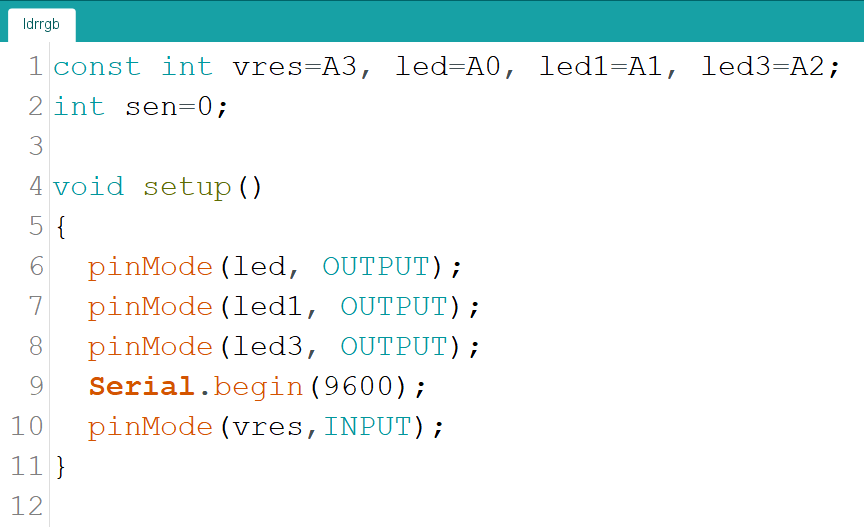 ldrrgb
1 const int vres=A3, led=A0, led1=A1, led3=A2;
2 int sen=0;
3
4 void setup()
5 {
6   pinMode(led, OUTPUT);
7   pinMode(led1, OUTPUT);
8   pinMode(led3, OUTPUT);
9   Serial.begin(9600);
10   pinMode(vres,INPUT);
11 }
12